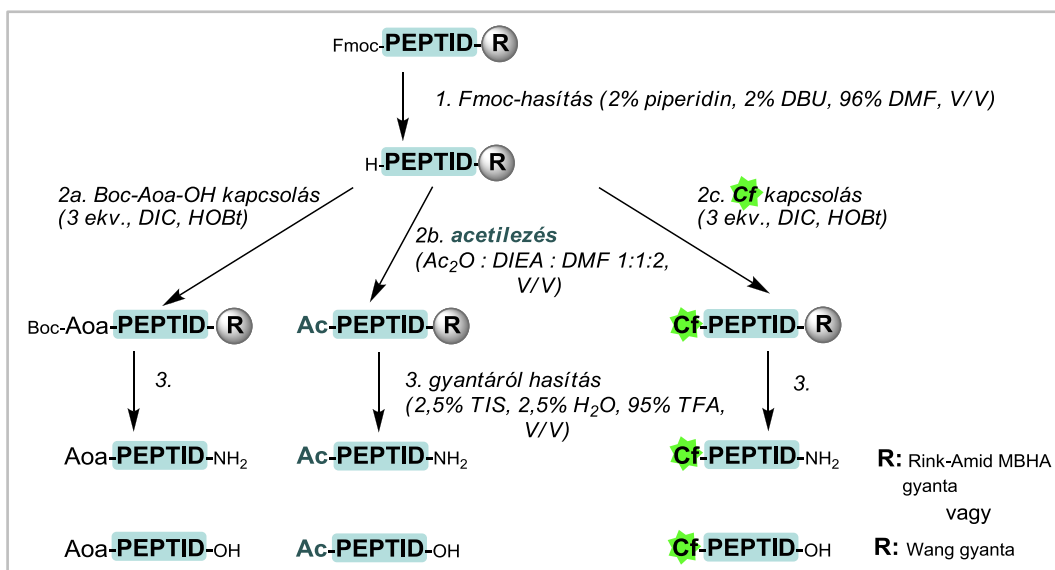 Fmoc-PEPTID-R
1. Fmoc-hasítás (2% piperidin, 2% DBU, 96% DMF, V/V)
H-PEPTID-R
2a. Boc-Aoa-OH kapcsolás
(3 ekv., DIC, HOBt)
2b. acetilezés
(Ac₂O : DIEA : DMF 1:1:2,
V/V)
2c. Cf kapcsolás
(3 ekv., DIC, HOBt)
Boc-Aoa-PEPTID-R
Ac-PEPTID-R
Cf-PEPTID-R
3.
3. gyantáról hasítás
(2,5% TIS, 2,5% H₂O, 95% TFA,
V/V)
3.
Aoa-PEPTID-NH₂
Ac-PEPTID-NH₂
Cf-PEPTID-NH₂
R: Rink-Amid MBHA
gyanta
vagy
Aoa-PEPTID-OH
Ac-PEPTID-OH
Cf-PEPTID-OH
R: Wang gyanta